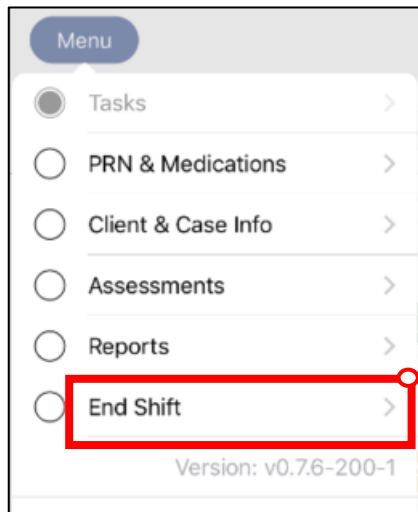 Menu
Tasks
PRN & Medications
Client & Case Info
Assessments
Reports
End Shift
Version: v0.7.6-200-1